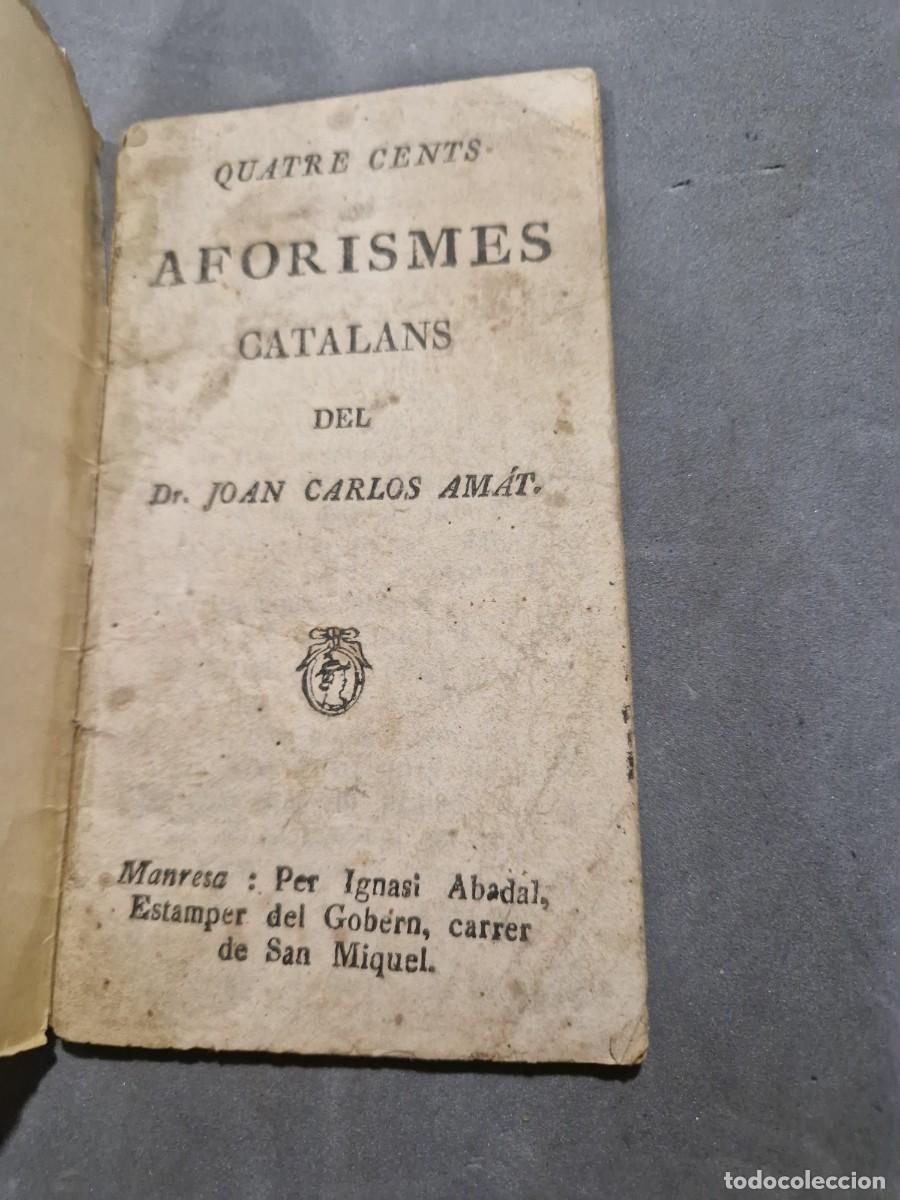 QUATRE CENTS
AFORISMES
CATALANS
DEL
Dr. JOAN CARLOS AMÁT.
Manresa : Per Ignasi Abadal,
Estamper del Gobérn, carrer
de San Miquel.
todocoleccion